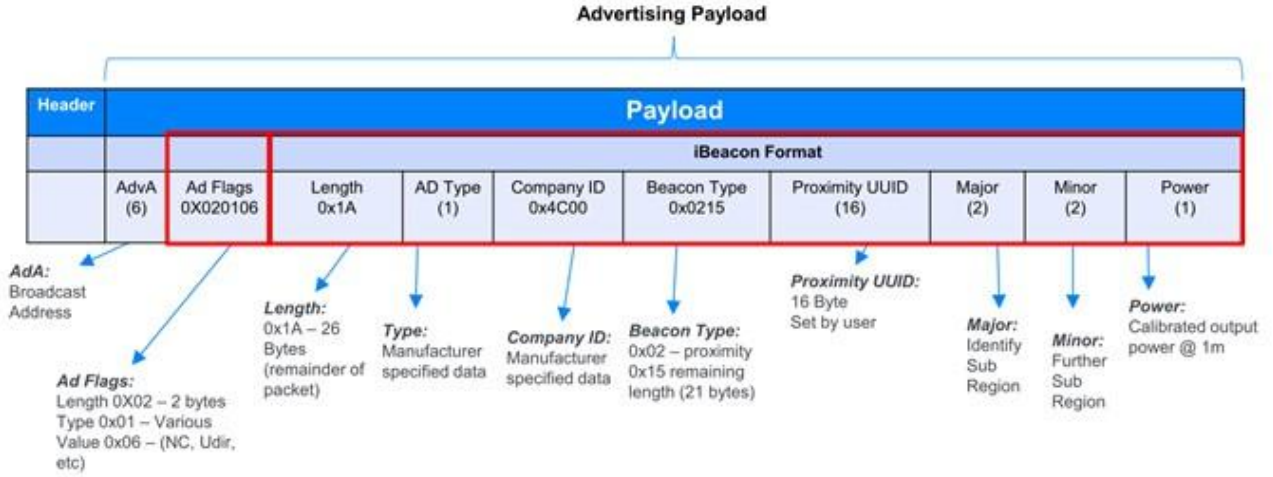 Advertising Payload
Header
Payload
iBeacon Format
AdvA
(6)
Ad Flags
0X020106
Length
0x1A
AD Type
(1)
Company ID
0x4C00
Beacon Type
0x0215
Proximity UUID
(16)
Major
(2)
Minor
(2)
Power
(1)
AdA:
Broadcast
Address
Ad Flags:
Length 0X02 – 2 bytes
Type 0x01 – Various
Value 0x06 – (NC, Udir,
etc)
Length:
0x1A – 26
Bytes
(remainder of
packet)
Type:
Manufacturer
specified data
Company ID:
Manufacturer
specified data
Beacon Type:
0x02 – proximity
0x15 remaining
length (21 bytes)
Proximity UUID:
16 Byte
Set by user
Major:
Identify
Sub
Region
Minor:
Further
Sub
Region
Power:
Calibrated output
power @ 1m